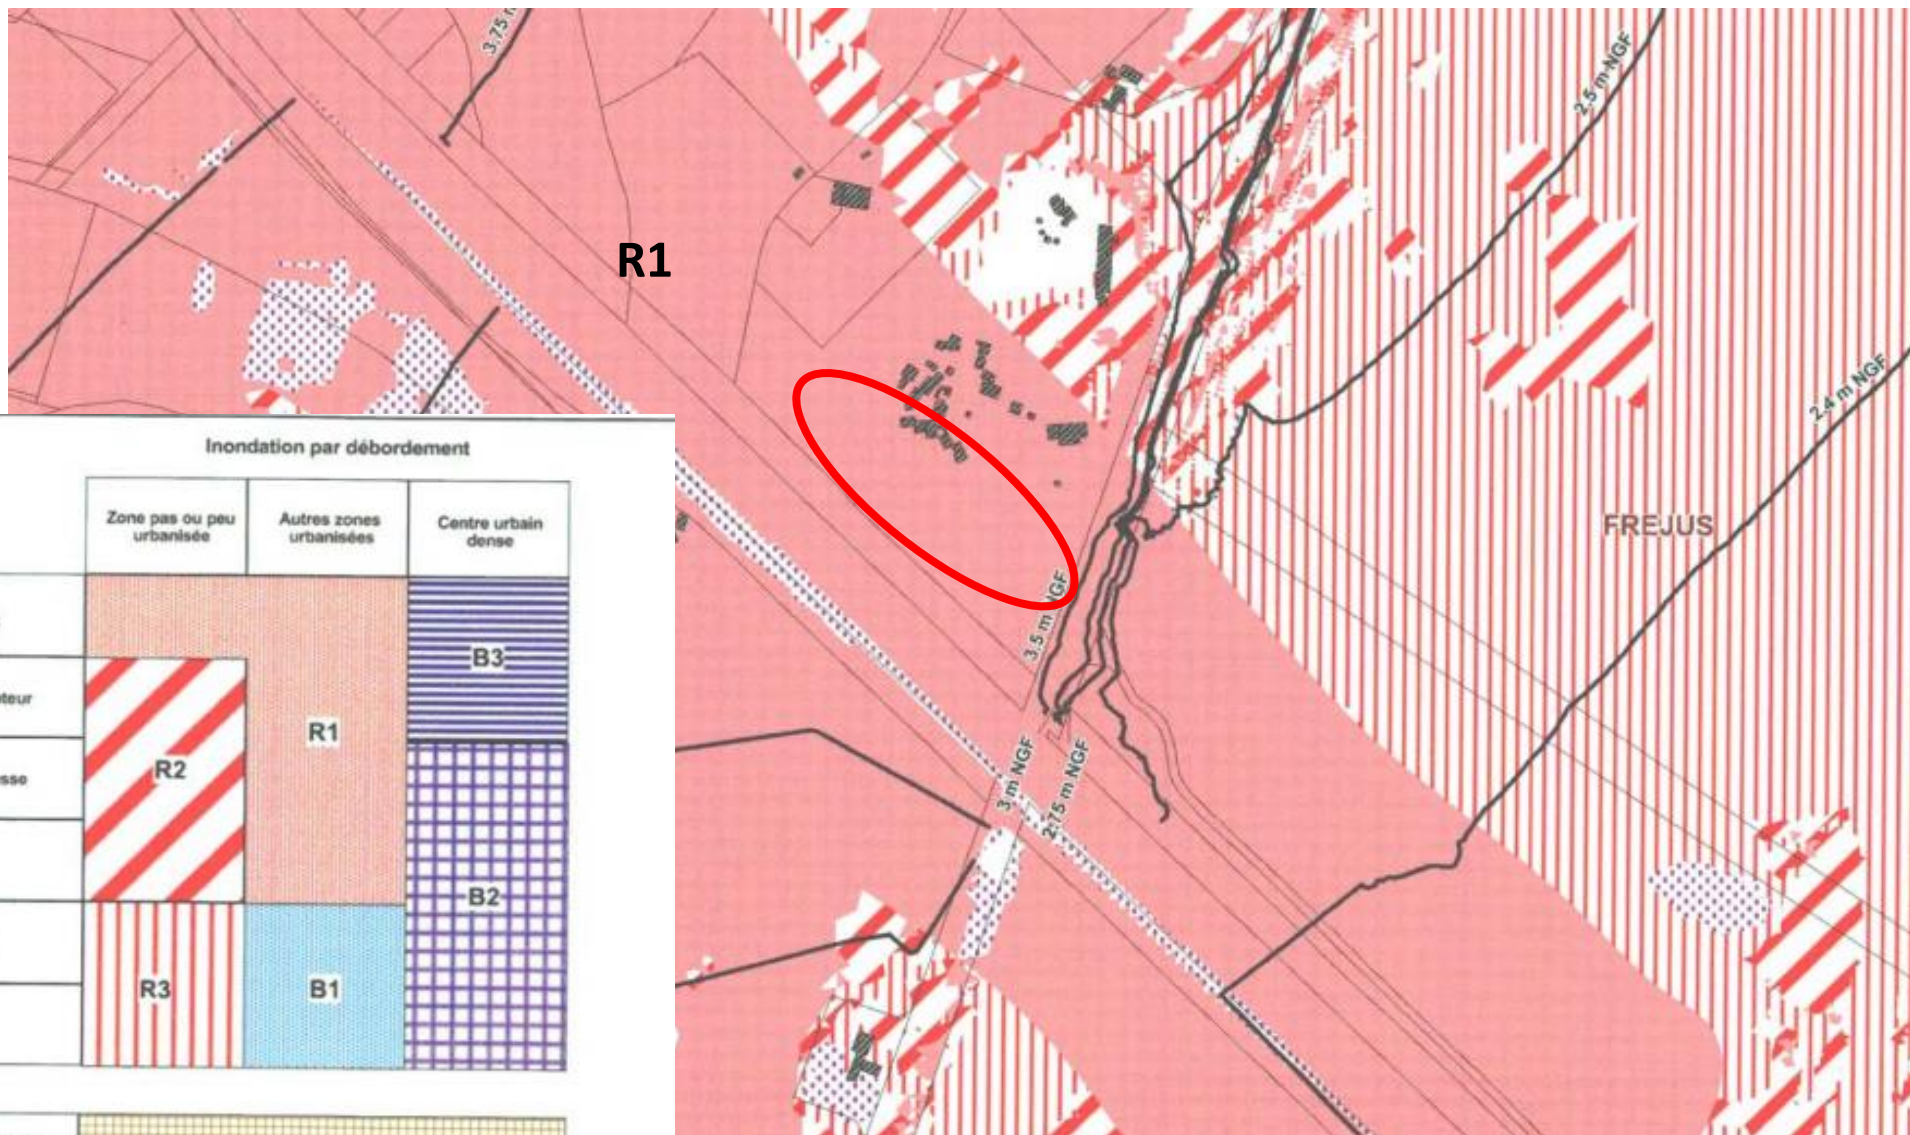 3.75 m
R1
2.5 m NGF
2.4 m NGF
FREJUS
3.5 m NGF
3 m NGF
2.75 m NGF
Inondation par débordement
Zone pas ou peu
urbanisée
Autres zones
urbanisées
Centre urbain
dense
B3
R1
R2
B2
R3
B1